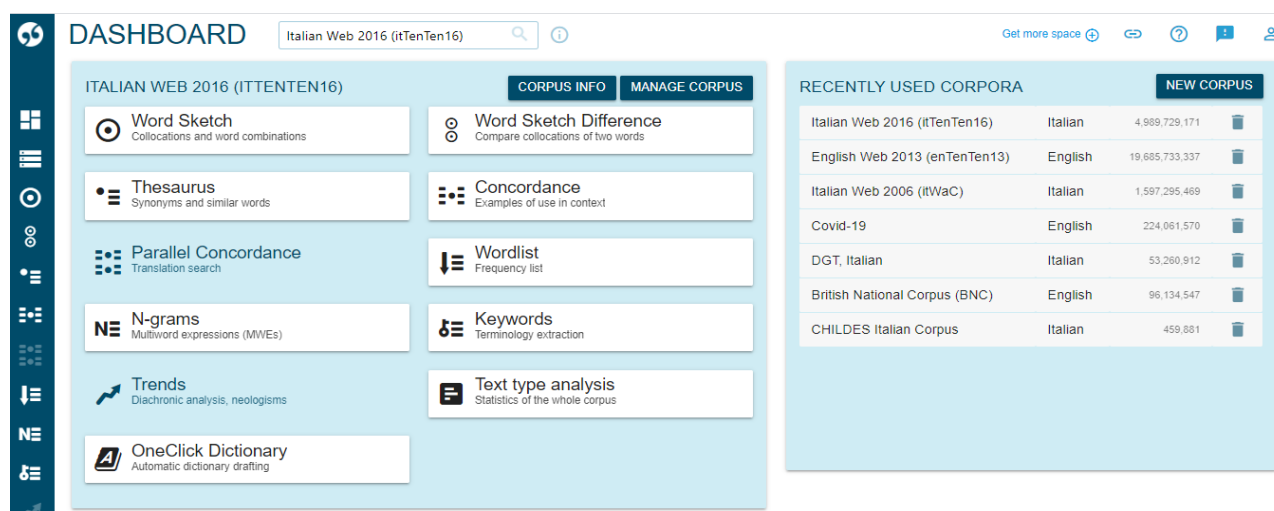 DASHBOARD
Italian Web 2016 (itTenTen16)
Get more space
ITALIAN WEB 2016 (ITTENTEN16)
CORPUS INFO
MANAGE CORPUS
Word Sketch
Collocations and word combinations
Word Sketch Difference
Compare collocations of two words
Thesaurus
Synonyms and similar words
Concordance
Examples of use in context
Parallel Concordance
Translation search
Wordlist
Frequency list
N-grams
Multiword expressions (MWEs)
Keywords
Terminology extraction
Trends
Diachronic analysis, neologisms
Text type analysis
Statistics of the whole corpus
OneClick Dictionary
Automatic dictionary drafting
RECENTLY USED CORPORA
NEW CORPUS
Italian Web 2016 (itTenTen16) Italian 4,989,729,171
English Web 2013 (enTenTen13) English 19,685,733,337
Italian Web 2006 (itWaC) Italian 1,597,295,469
Covid-19 English 224,061,570
DGT, Italian Italian 53,260,912
British National Corpus (BNC) English 96,134,547
CHILDES Italian Corpus Italian 459,881